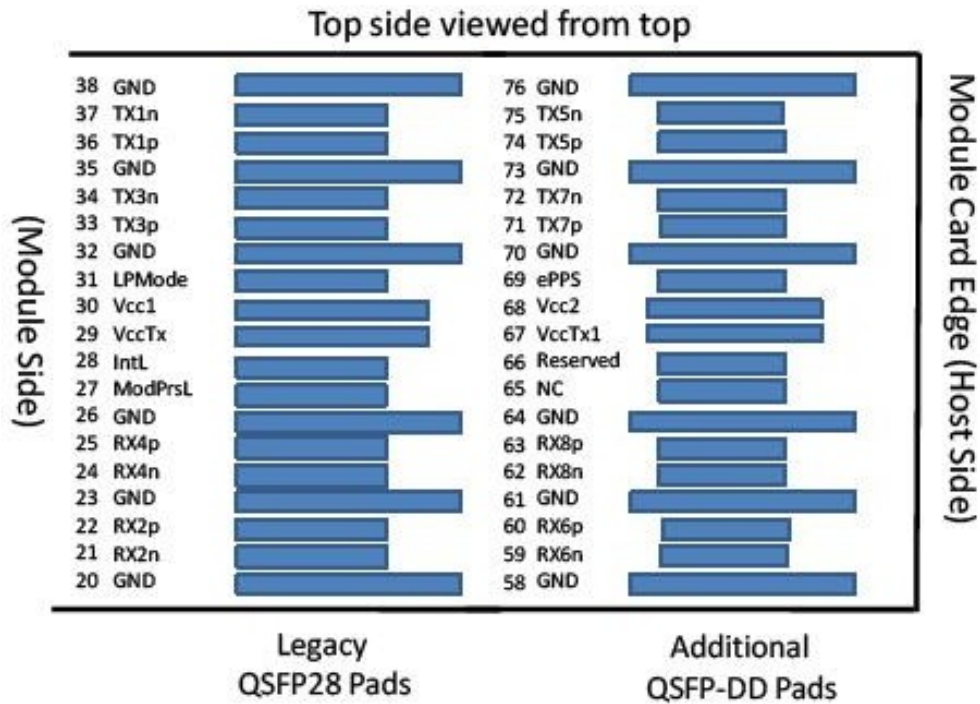 Top side viewed from top
38 GND 76 GND
37 TX1n 75 TX5n
36 TX1p 74 TX5p
35 GND 73 GND
34 TX3n 72 TX7n
33 TX3p 71 TX7p
32 GND 70 GND
31 LPMode 69 ePPS
30 Vcc1 68 Vcc2
29 VccTx 67 VccTx1
28 IntL 66 Reserved
27 ModPrsL 65 NC
26 GND 64 GND
25 RX4p 63 RX8p
24 RX4n 62 RX8n
23 GND 61 GND
22 RX2p 60 RX6p
21 RX2n 59 RX6n
20 GND 58 GND
(Module Side)
Module Card Edge (Host Side)
Legacy
QSFP28 Pads
Additional
QSFP-DD Pads